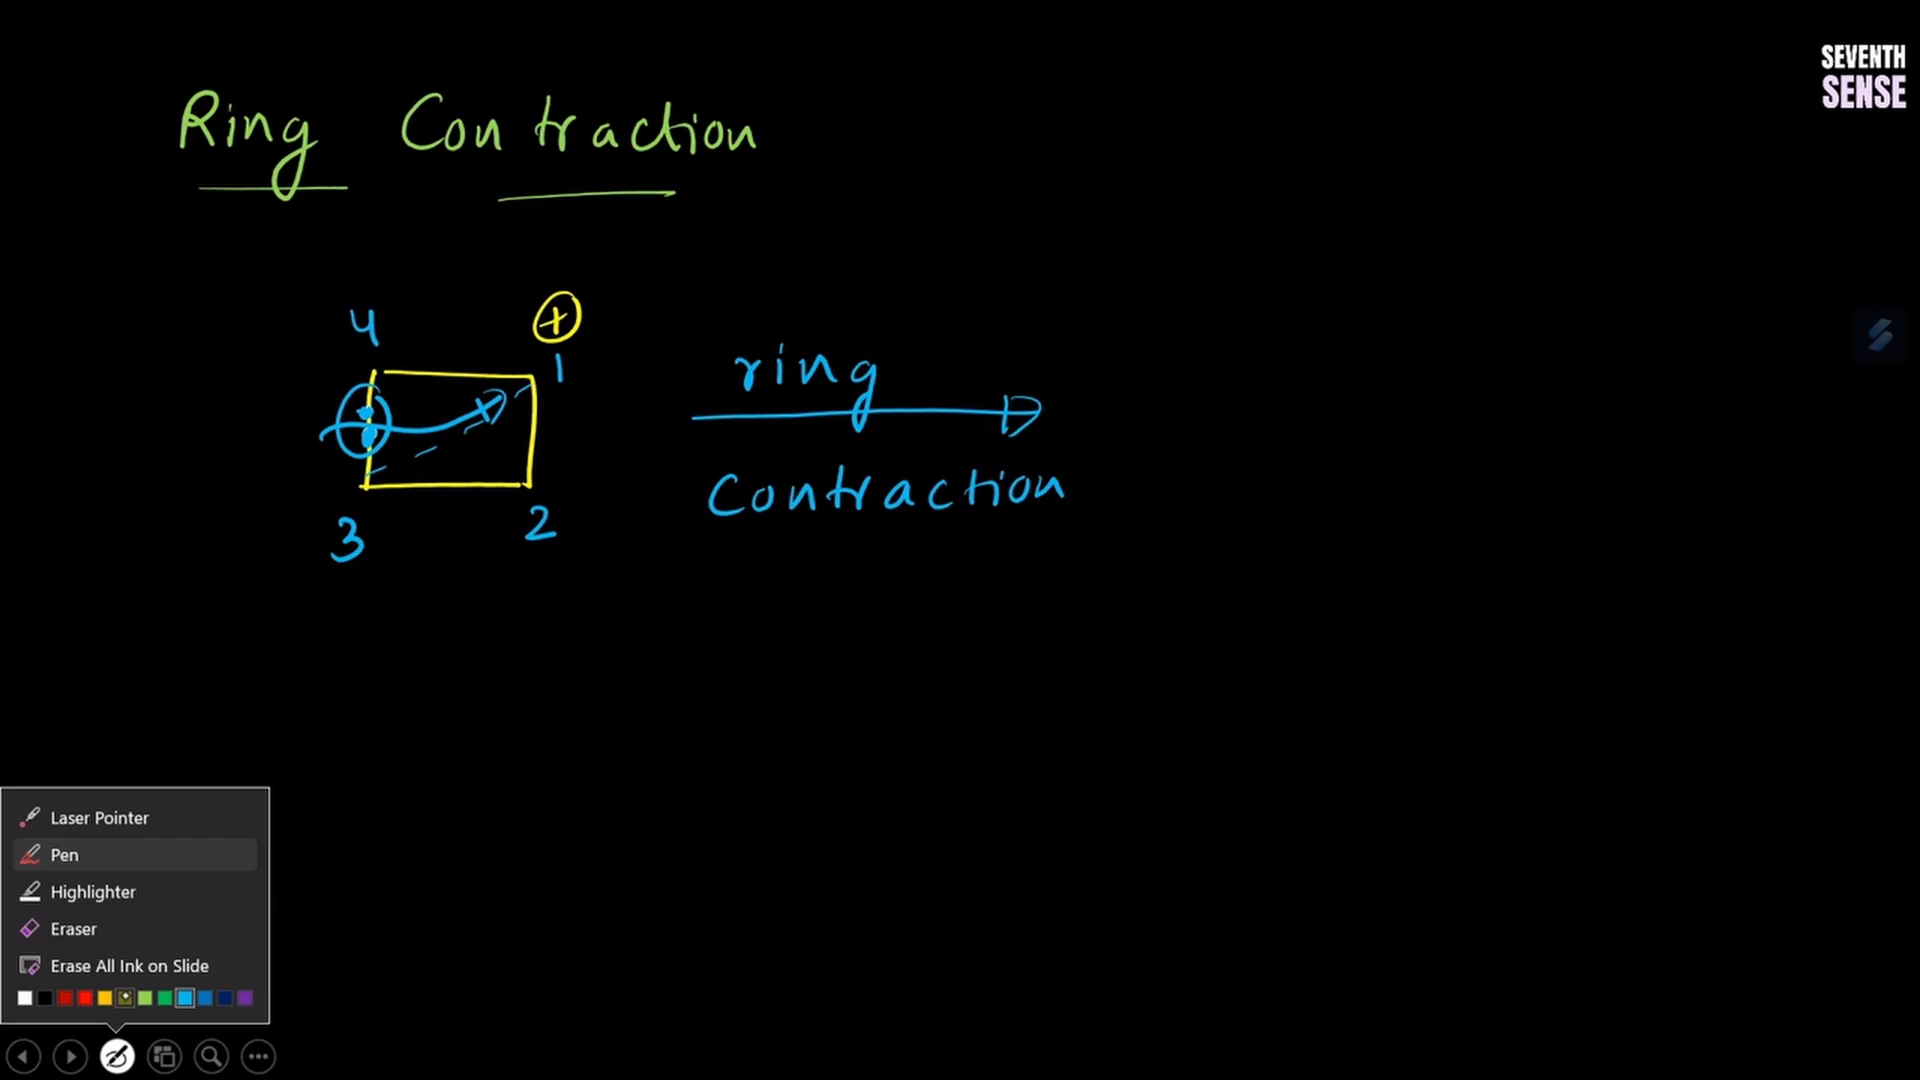 SEVENTH
SENSE
Ring Contraction
4
+
1
3
2
ring
Contraction
Laser Pointer
Pen
Highlighter
Eraser
Erase All Ink on Slide